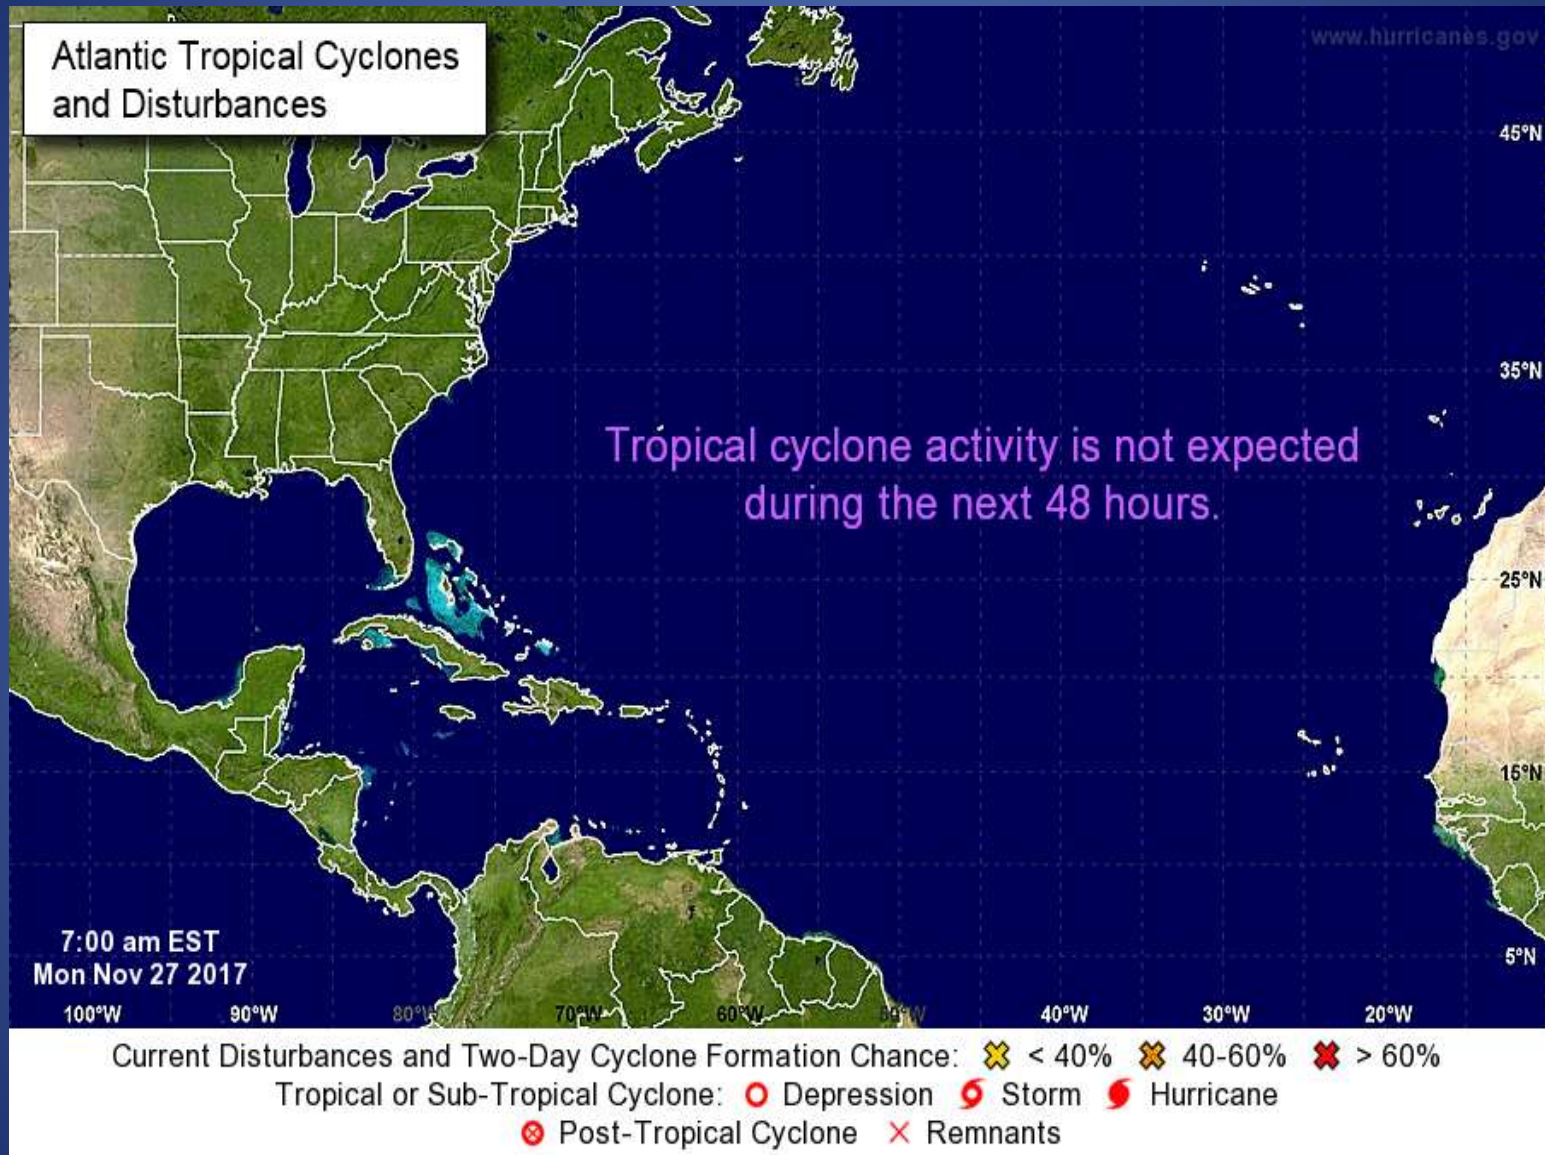 Atlantic Tropical Cyclones
and Disturbances
www.hurricanes.gov
45°N
35°N
Tropical cyclone activity is not expected
during the next 48 hours.
25°N
15°N
7:00 am EST
Mon Nov 27 2017
5°N
100°W 90°W 80°W 70°W 60°W 50°W 40°W 30°W 20°W
Current Disturbances and Two-Day Cyclone Formation Chance: < 40% 40-60% > 60%
Tropical or Sub-Tropical Cyclone: Depression Storm Hurricane
Post-Tropical Cyclone Remnants